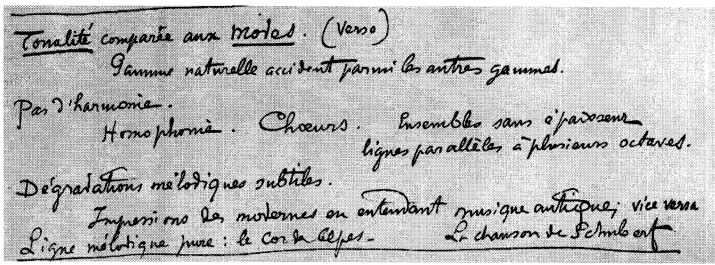 Tonalité comparée aux modes. (Verso)
Gamme naturelle accident parmi les autres gammes.
Pas d'harmonie.
Homophonie. Chœurs. Ensembles sans épaisseur
lignes parallèles à plusieurs octaves.
Dégradations mélodiques subtiles.
Impressions des modernes en entendant musique antique; vice versa
Ligne mélodique pure : le Cor des Alpes. La chanson de Schubert